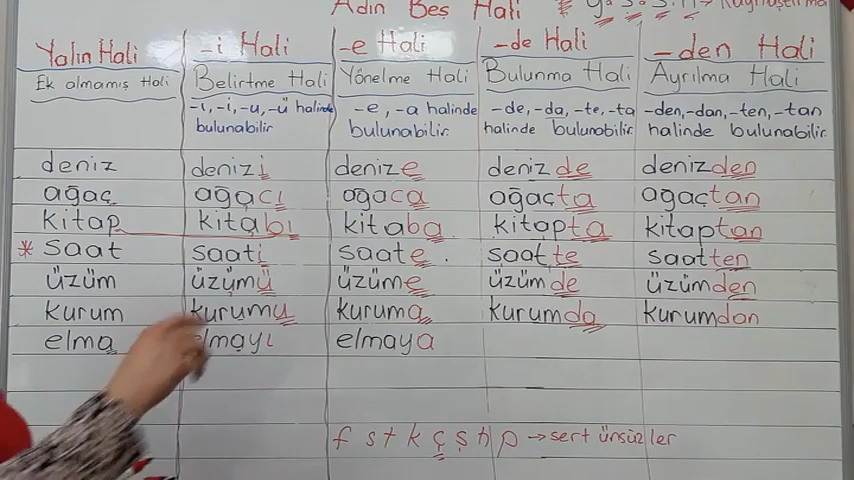 Adın Beş Hali * y. ş. s. n → Kaynaştırma
Yalın Hali -i Hali -e Hali -de Hali -den Hali
Ek almamış Hali Belirtme Hali Yönelme Hali Bulunma Hali Ayrılma Hali
-ı, -i, -u, -ü halinde -e, -a halinde -de, -da, -te, -ta -den, -dan, -ten, -tan
bulunabilir bulunabilir. halinde bulunabilir. halinde bulunabilir.
deniz denizi denize denizde denizden
ağaç ağacı ağaca ağaçta ağaçtan
kitap kitabı kitaba kitapta kitaptan
* saat saati saate . saatte saatten
üzüm üzümü üzüme üzümde üzümden
kurum kurumu kuruma kurumda kurumdan
elma elmayı elmaya
f s t k ç ş h p → sert ünsüzler